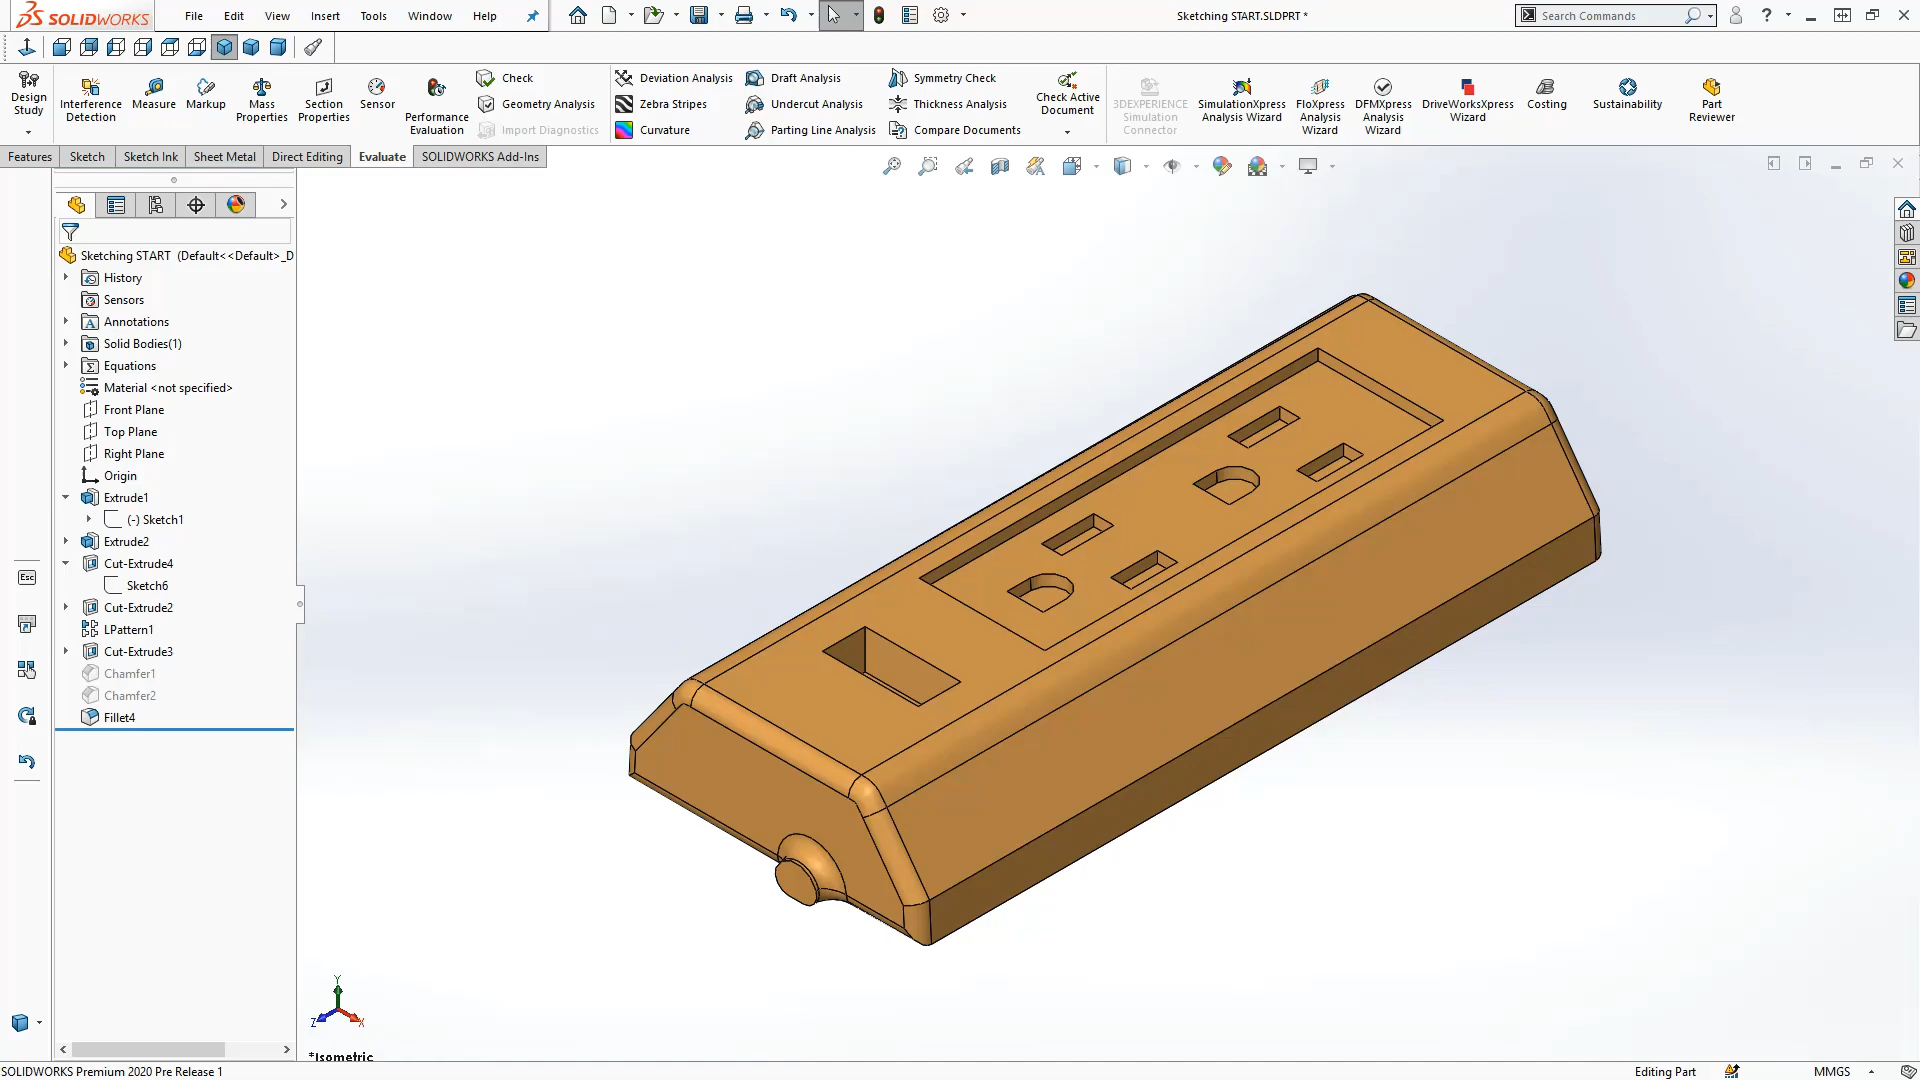 SOLIDWORKS File Edit View Insert Tools Window Help Sketching START.SLDPRT * Search Commands ?
Design Study
Interference Detection
Measure
Markup
Mass Properties
Section Properties
Sensor
Performance Evaluation
Check
Geometry Analysis
Import Diagnostics
Deviation Analysis
Zebra Stripes
Curvature
Draft Analysis
Undercut Analysis
Parting Line Analysis
Symmetry Check
Thickness Analysis
Compare Documents
Check Active Document
3DEXPERIENCE Simulation Connector
SimulationXpress Analysis Wizard
FloXpress Analysis Wizard
DFMXpress Analysis Wizard
DriveWorksXpress Wizard
Costing
Sustainability
Part Reviewer
Features Sketch Sketch Ink Sheet Metal Direct Editing Evaluate SOLIDWORKS Add-Ins
Sketching START (Default<<Default>_D
History
Sensors
Annotations
Solid Bodies(1)
Equations
Material <not specified>
Front Plane
Top Plane
Right Plane
Origin
Extrude1
(-) Sketch1
Extrude2
Cut-Extrude4
Sketch6
Cut-Extrude2
LPattern1
Cut-Extrude3
Chamfer1
Chamfer2
Fillet4
Esc
Y
Z
X
*Isometric
SOLIDWORKS Premium 2020 Pre Release 1 Editing Part MMGS